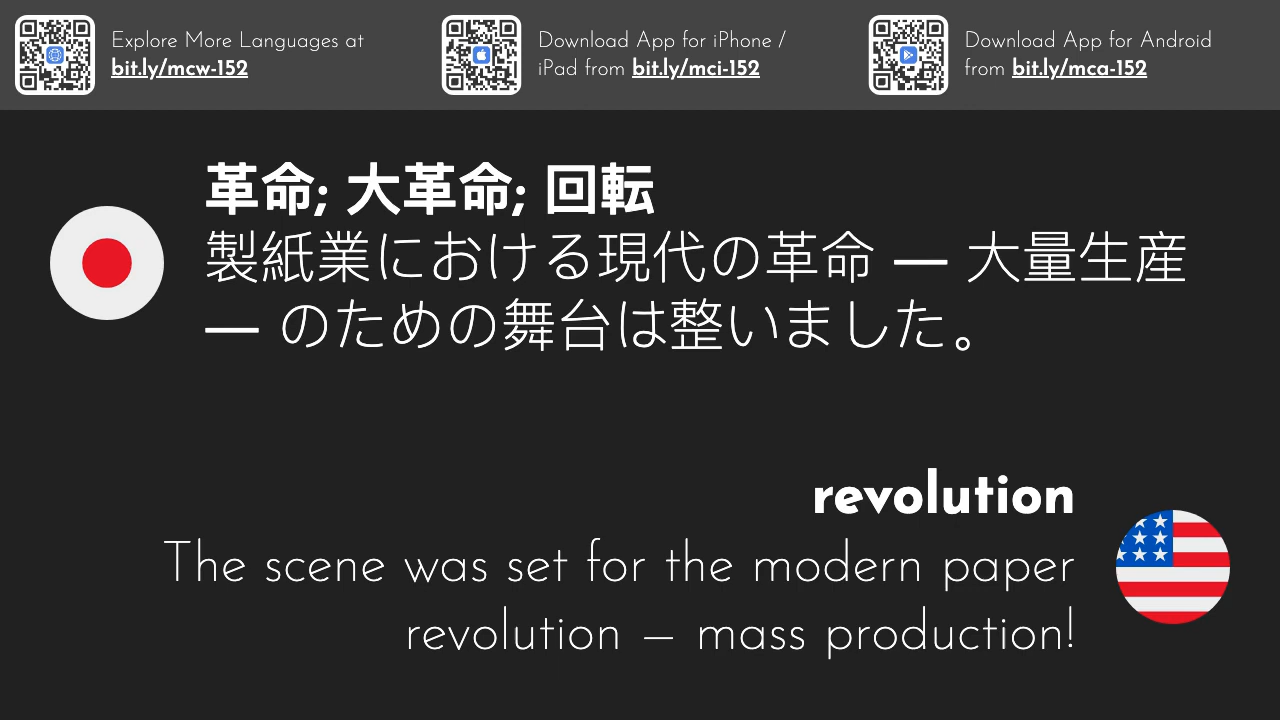 Explore More Languages at
bit.ly/mcw-152
Download App for iPhone /
iPad from bit.ly/mci-152
Download App for Android
from bit.ly/mca-152
革命; 大革命; 回転
製紙業における現代の革命 — 大量生産
— のための舞台は整いました。
revolution
The scene was set for the modern paper
revolution – mass production!